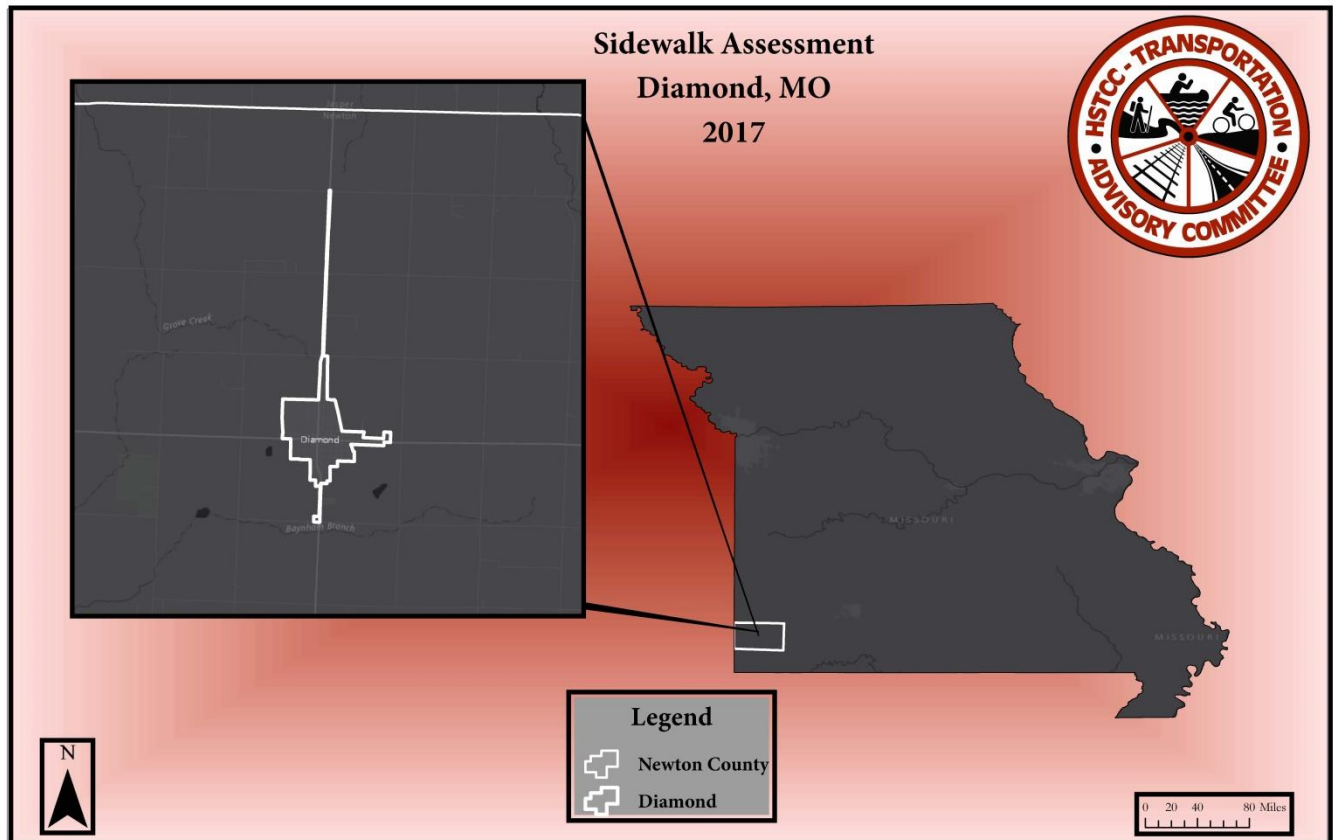 Sidewalk Assessment
Diamond, MO
2017
HSTCC - TRANSPORTATION
ADVISORY COMMITTEE
Jasper
Newton
Grove Creek
Diamond
Baynham Branch
MISSOURI
MISSOURI
Legend
Newton County
Diamond
N
0 20 40 80 Miles